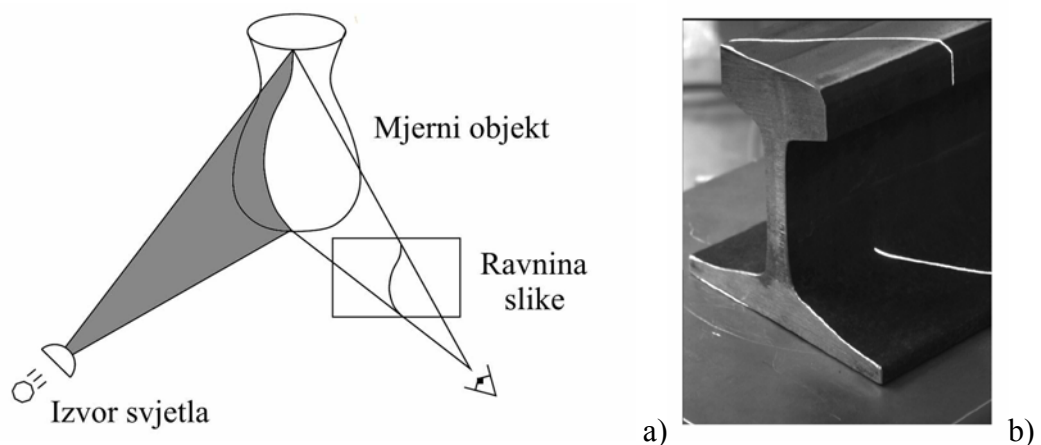 Mjerni objekt
Ravnina
slike
Izvor svjetla
a)
b)